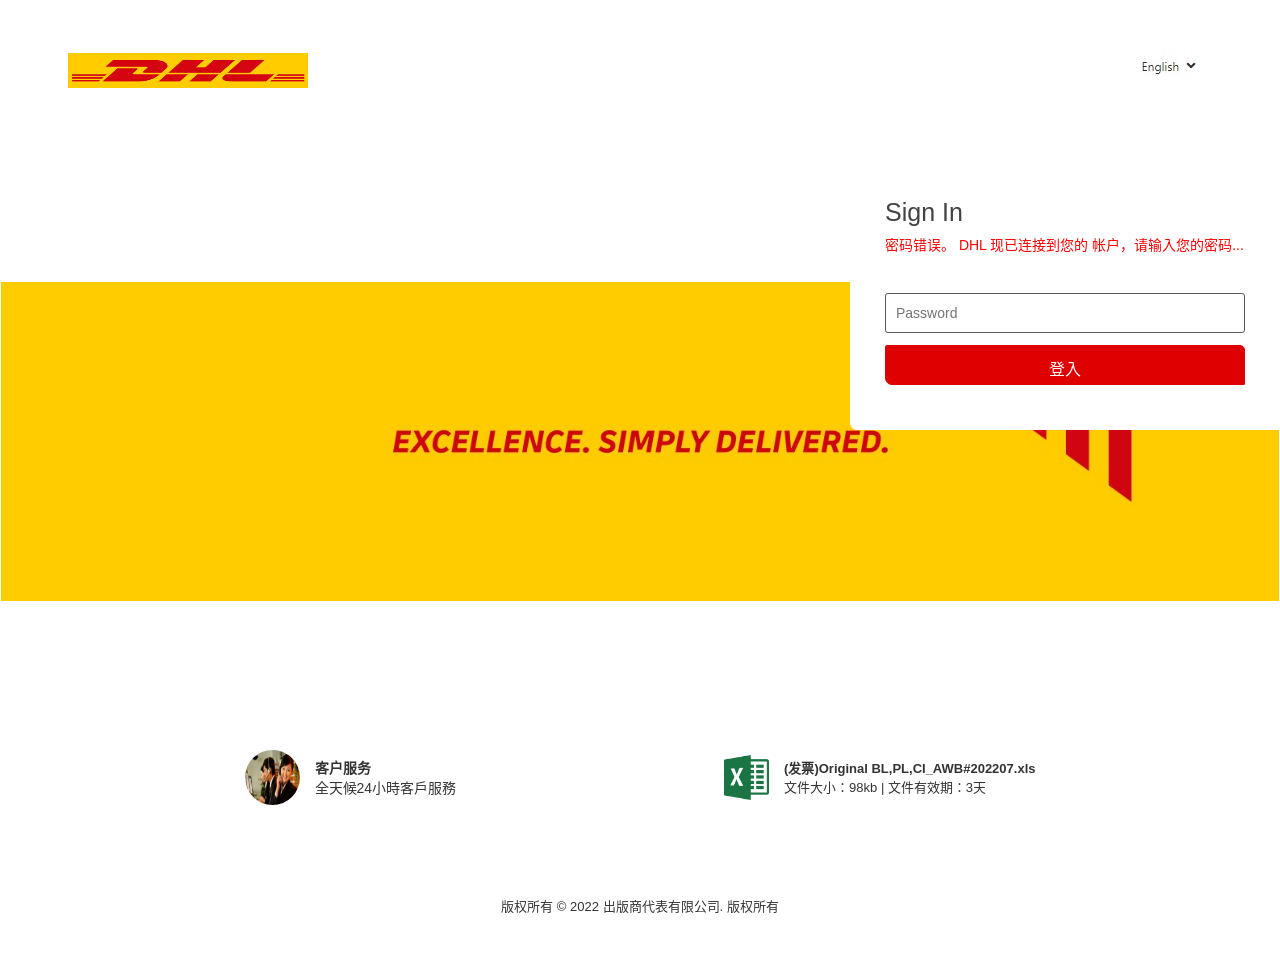 DHL
English
Sign In
密码错误。 DHL 现已连接到您的 帐户，请输入您的密码...
Password
登入
EXCELLENCE. SIMPLY DELIVERED.
客户服务
全天候24小時客戶服務
(发票)Original BL,PL,CI_AWB#202207.xls
文件大小：98kb | 文件有效期：3天
版权所有 © 2022 出版商代表有限公司. 版权所有